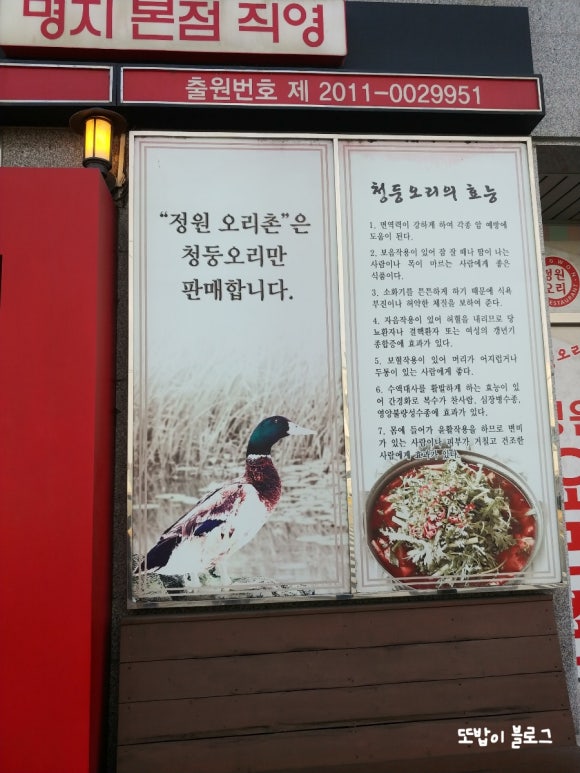 명지 본점 직영
출원번호 제 2011-0029951
“정원 오리촌”은
청둥오리만
판매합니다.
청둥오리의 효능
1. 면역력이 강하게 하여 각종 암 예방에
도움이 된다.
2. 보음작용이 있어 잠 잘 때나 땀이 나는
사람이나 목이 마르는 사람에게 좋은
식품이다.
3. 소화기를 튼튼하게 하기 때문에 식욕
부진이나 허약한 체질을 보하여 준다.
4. 자음작용이 있어 허혈을 내리므로 당
뇨환자나 결핵환자 또는 여성의 갱년기
종합증에 효과가 있다.
5. 보혈작용이 있어 머리가 어지럽거나
두통이 있는 사람에게 좋다.
6. 수액대사를 활발하게 하는 효능이 있
어 간경화로 복수가 찬사람, 심장병수종,
영양불량성수종에 효과가 있다.
7. 몸에 들어가 윤활작용을 하므로 변비
가 있는 사람이나 피부가 거칠고 건조한
사람에게 효과가 있다.
정원
오리
또밥이 블로그